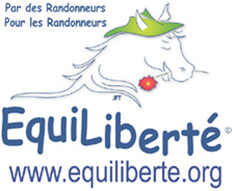 Par des Randonneurs
Pour les Randonneurs
EquiLiberté©
www.equiliberte.org